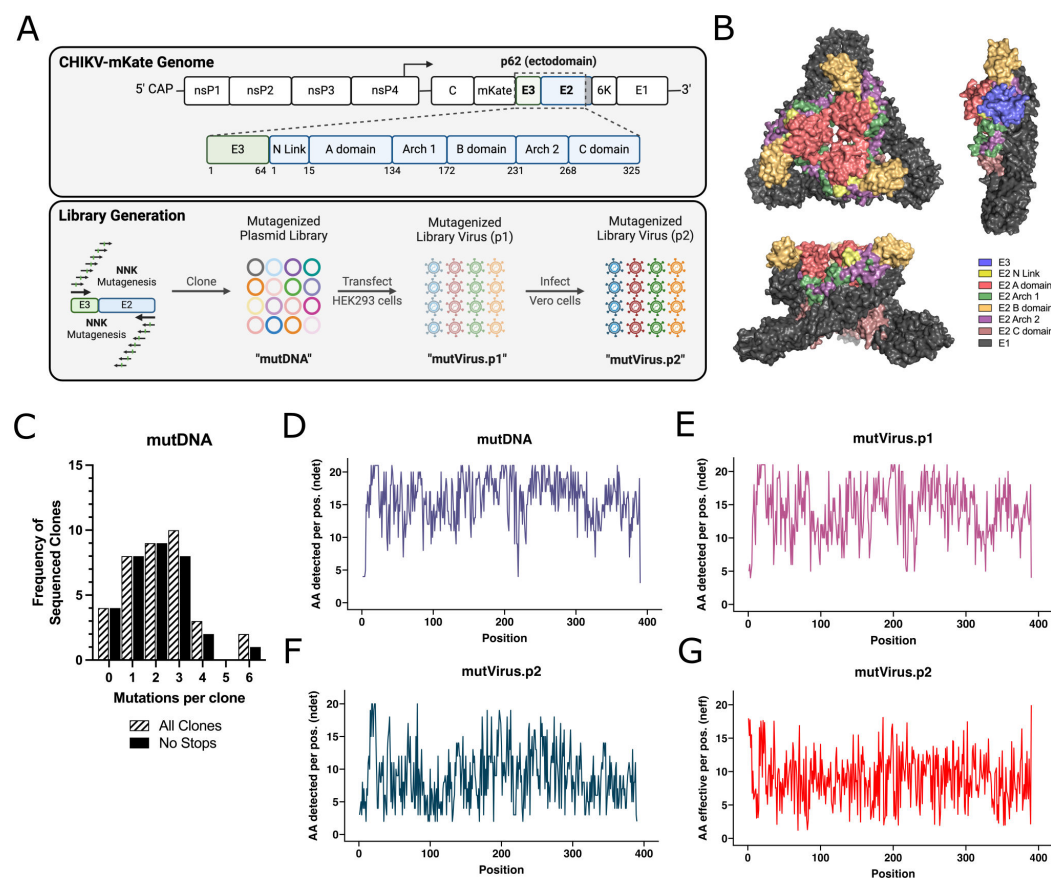 A
CHIKV-mKate Genome
p62 (ectodomain)
5' CAP nsP1 nsP2 nsP3 nsP4 C mKate E3 E2 6K E1 3'
E3 N Link A domain Arch 1 B domain Arch 2 C domain
1 64 1 15 134 172 231 268 325
Library Generation
NNK
Mutagenesis
E3 E2
NNK
Mutagenesis
Clone
Mutagenized
Plasmid Library
"mutDNA"
Transfect
HEK293 cells
Mutagenized
Library Virus (p1)
"mutVirus.p1"
Infect
Vero cells
Mutagenized
Library Virus (p2)
"mutVirus.p2"
B
E3
E2 N Link
E2 A domain
E2 Arch 1
E2 B domain
E2 Arch 2
E2 C domain
E1
C
mutDNA
Frequency of
Sequenced Clones
15
10
5
0
0 1 2 3 4 5 6
Mutations per clone
All Clones
No Stops
D
mutDNA
AA detected per pos. (ndet)
20
15
10
5
0
0 100 200 300 400
Position
E
mutVirus.p1
AA detected per pos. (ndet)
20
15
10
5
0
0 100 200 300 400
Position
F
mutVirus.p2
AA detected per pos. (ndet)
20
15
10
5
0
0 100 200 300 400
Position
G
mutVirus.p2
AA effective per pos. (neff)
20
15
10
5
0
0 100 200 300 400
Position